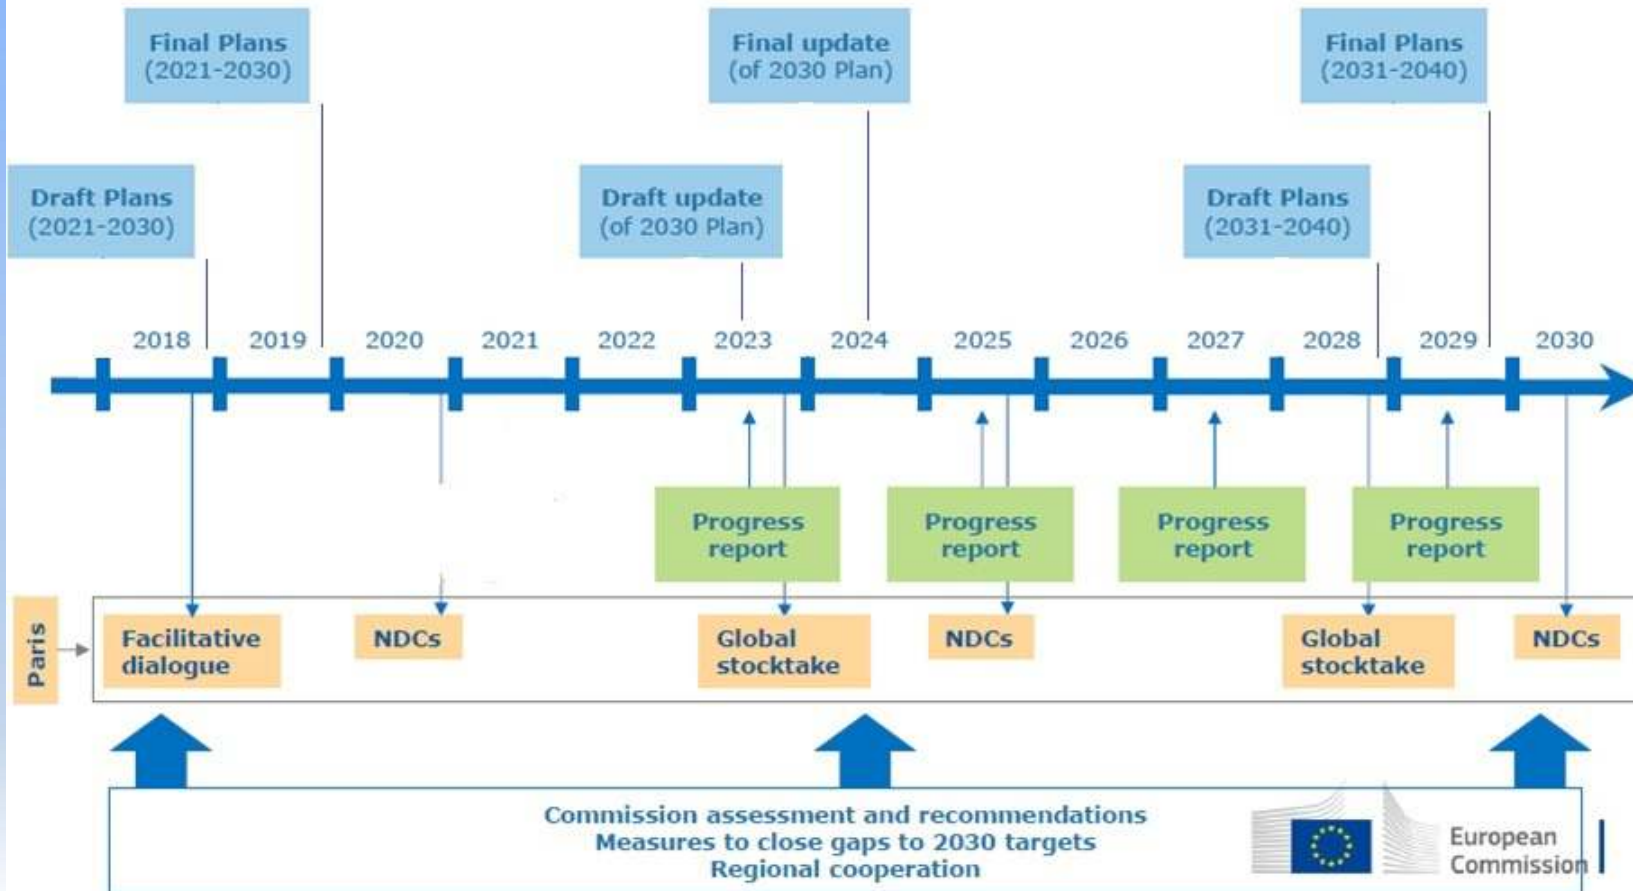 Final Plans
(2021-2030)
Final update
(of 2030 Plan)
Final Plans
(2031-2040)
Draft Plans
(2021-2030)
Draft update
(of 2030 Plan)
Draft Plans
(2031-2040)
2018 2019 2020 2021 2022 2023 2024 2025 2026 2027 2028 2029 2030
Progress
report
Progress
report
Progress
report
Progress
report
Paris
Facilitative
dialogue
NDCs
Global
stocktake
NDCs
Global
stocktake
NDCs
Commission assessment and recommendations
Measures to close gaps to 2030 targets
Regional cooperation
European
Commission